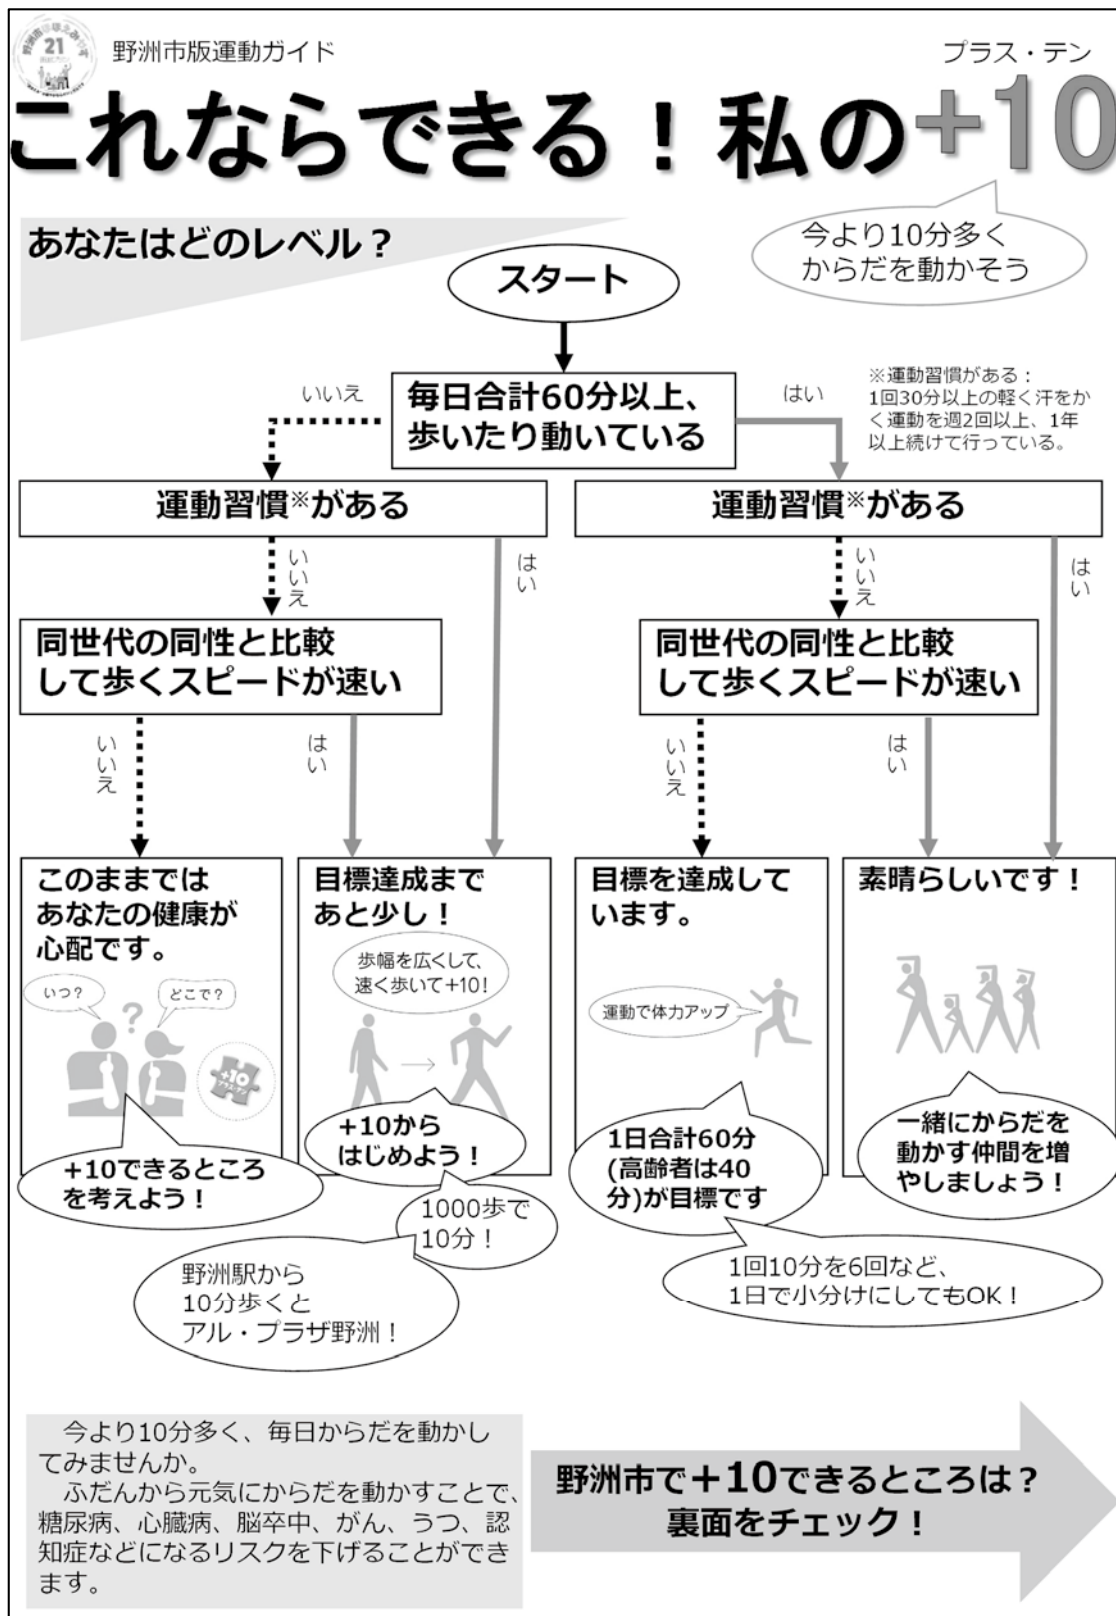 野洲市版運動ガイド
プラス・テン
これならできる！私の+10
今より10分多く
からだを動かそう
あなたはどのレベル？
スタート
毎日合計60分以上、
歩いたり動いている
いいえ
はい
※運動習慣がある：
1回30分以上の軽く汗をか
く運動を週2回以上、1年
以上続けて行っている。
運動習慣※がある
運動習慣※がある
いいえ
はい
いいえ
はい
同世代の同性と比較
して歩くスピードが速い
同世代の同性と比較
して歩くスピードが速い
いいえ
はい
いいえ
はい
このままでは
あなたの健康が
心配です。
いつ？
どこで？
?
+10
+10できるところ
を考えよう！
目標達成まで
あと少し！
歩幅を広くして、
速く歩いて+10！
+10から
はじめよう！
1000歩で
10分！
野洲駅から
10分歩くと
アル・プラザ野洲！
目標を達成して
います。
運動で体力アップ
1日合計60分
(高齢者は40
分)が目標です
1回10分を6回など、
1日で小分けにしてもOK！
素晴らしいです！
一緒にからだを
動かす仲間を増
やしましょう！
今より10分多く、毎日からだを動かし
てみませんか。
ふだんから元気にからだを動かすことで、
糖尿病、心臓病、脳卒中、がん、うつ、認
知症などになるリスクを下げることができ
ます。
野洲市で+10できるところは？
裏面をチェック！